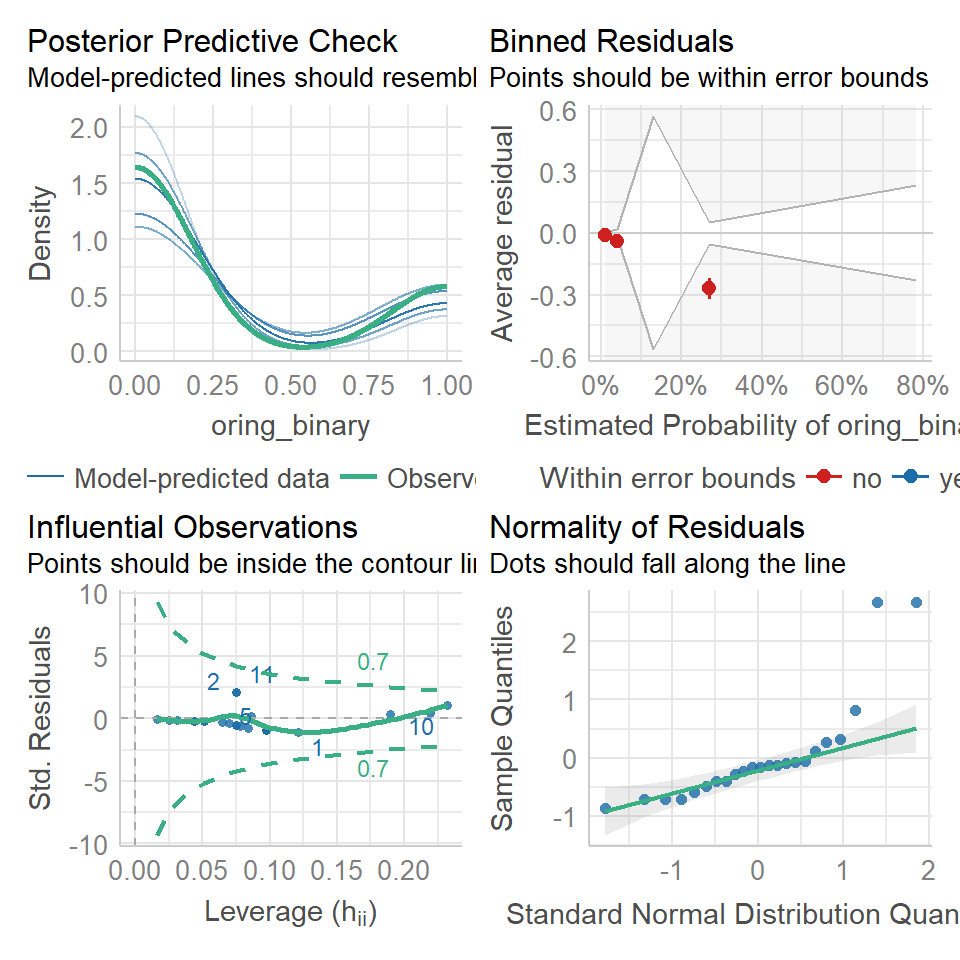 Posterior Predictive Check
Model-predicted lines should resembl
Density
2.0
1.5
1.0
0.5
0.0
0.00 0.25 0.50 0.75 1.00
oring_binary
Model-predicted data Observe
Binned Residuals
Points should be within error bounds
Average residual
0.6
0.3
0.0
-0.3
-0.6
0% 20% 40% 60% 80%
Estimated Probability of oring_bina
Within error bounds no ye
Influential Observations
Points should be inside the contour lin
Std. Residuals
10
5
0
-5
-10
0.7
2
11
5
10
1
0.7
0.00 0.05 0.10 0.15 0.20
Leverage (hii)
Normality of Residuals
Dots should fall along the line
Sample Quantiles
2
1
0
-1
-1 0 1 2
Standard Normal Distribution Quan